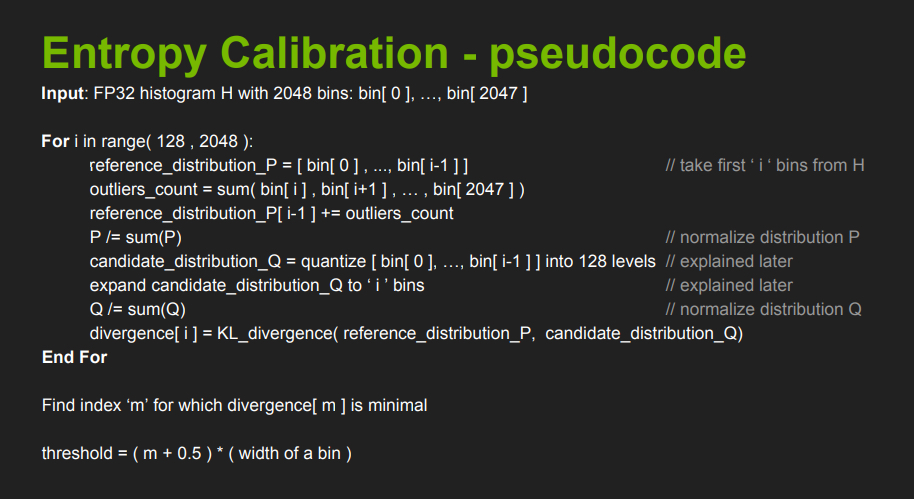 Entropy Calibration - pseudocode
Input: FP32 histogram H with 2048 bins: bin[ 0 ], …, bin[ 2047 ]
For i in range( 128 , 2048 ):
reference_distribution_P = [ bin[ 0 ] , ..., bin[ i-1 ] ] // take first ‘ i ‘ bins from H
outliers_count = sum( bin[ i ] , bin[ i+1 ] , … , bin[ 2047 ] )
reference_distribution_P[ i-1 ] += outliers_count
P /= sum(P) // normalize distribution P
candidate_distribution_Q = quantize [ bin[ 0 ], …, bin[ i-1 ] ] into 128 levels // explained later
expand candidate_distribution_Q to ‘ i ’ bins // explained later
Q /= sum(Q) // normalize distribution Q
divergence[ i ] = KL_divergence( reference_distribution_P, candidate_distribution_Q)
End For
Find index ‘m’ for which divergence[ m ] is minimal
threshold = ( m + 0.5 ) * ( width of a bin )